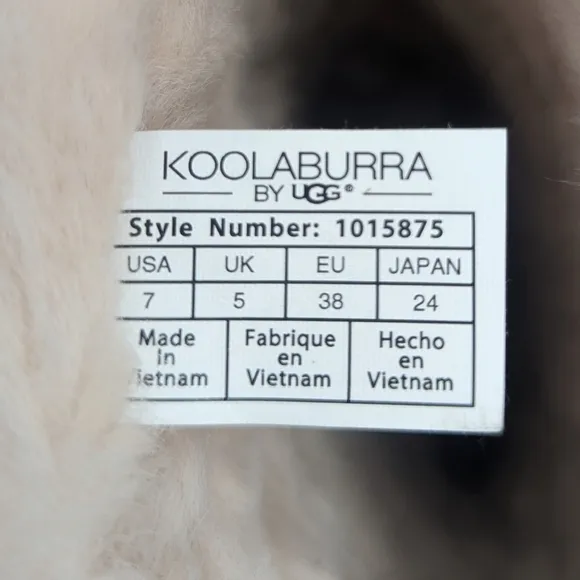 KOOLABURRA
BY UGG®
Style Number: 1015875
USA UK EU JAPAN
7 5 38 24
Made Fabrique Hecho
in en en
Vietnam Vietnam Vietnam